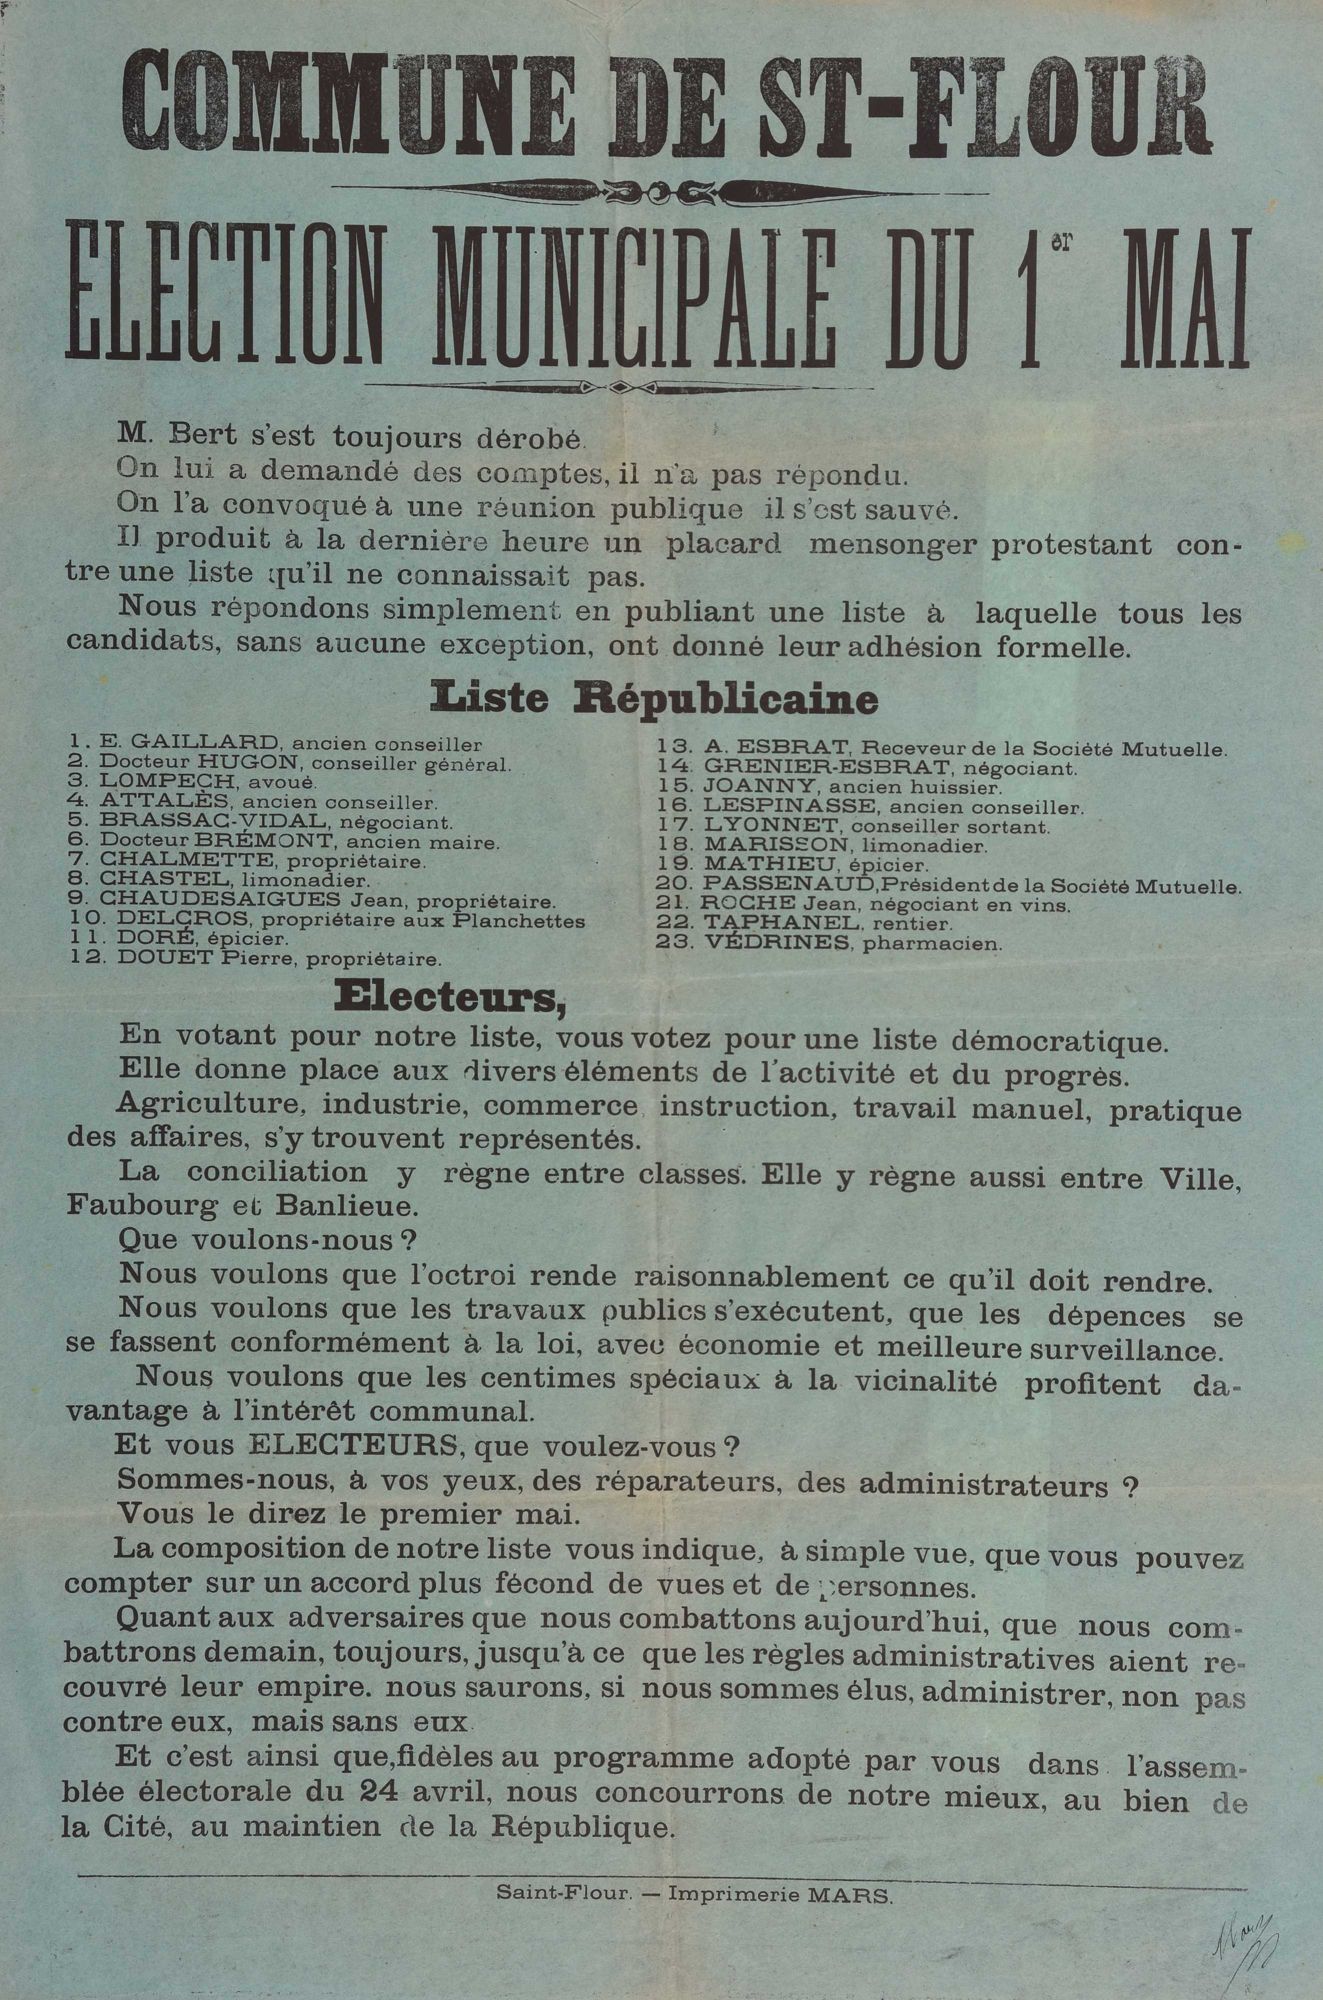 COMMUNE DE ST-FLOUR
ELECTION MUNICIPALE DU 1er MAI
M. Bert s'est toujours dérobé.
On lui a demandé des comptes, il n'a pas répondu.
On l'a convoqué à une réunion publique il s'est sauvé.
Il produit à la dernière heure un placard mensonger protestant con-
tre une liste qu'il ne connaissait pas.
Nous répondons simplement en publiant une liste à laquelle tous les
candidats, sans aucune exception, ont donné leur adhésion formelle.
Liste Républicaine
1. E. GAILLARD, ancien conseiller
2. Docteur HUGON, conseiller général.
3. LOMPECH, avoué.
4. ATTALÈS, ancien conseiller.
5. BRASSAC-VIDAL, négociant.
6. Docteur BRÉMONT, ancien maire.
7. CHALMETTE, propriétaire.
8. CHASTEL, limonadier.
9. CHAUDESAIGUES Jean, propriétaire.
10. DELCROS, propriétaire aux Planchettes
11. DORÉ, épicier.
12. DOUET Pierre, propriétaire.
13. A. ESBRAT, Receveur de la Société Mutuelle.
14. GRENIER-ESBRAT, négociant.
15. JOANNY, ancien huissier.
16. LESPINASSE, ancien conseiller.
17. LYONNET, conseiller sortant.
18. MARISSON, limonadier.
19. MATHIEU, épicier.
20. PASSENAUD, Président de la Société Mutuelle.
21. ROCHE Jean, négociant en vins.
22. TAPHANEL, rentier.
23. VÉDRINES, pharmacien.
Electeurs,
En votant pour notre liste, vous votez pour une liste démocratique.
Elle donne place aux divers éléments de l'activité et du progrès.
Agriculture, industrie, commerce, instruction, travail manuel, pratique
des affaires, s'y trouvent représentés.
La conciliation y règne entre classes. Elle y règne aussi entre Ville,
Faubourg et Banlieue.
Que voulons-nous ?
Nous voulons que l'octroi rende raisonnablement ce qu'il doit rendre.
Nous voulons que les travaux publics s'exécutent, que les dépences se
se fassent conformément à la loi, avec économie et meilleure surveillance.
Nous voulons que les centimes spéciaux à la vicinalité profitent da-
vantage à l'intérêt communal.
Et vous ELECTEURS, que voulez-vous ?
Sommes-nous, à vos yeux, des réparateurs, des administrateurs ?
Vous le direz le premier mai.
La composition de notre liste vous indique, à simple vue, que vous pouvez
compter sur un accord plus fécond de vues et de personnes.
Quant aux adversaires que nous combattons aujourd'hui, que nous com-
battrons demain, toujours, jusqu'à ce que les règles administratives aient re-
couvré leur empire. nous saurons, si nous sommes élus, administrer, non pas
contre eux, mais sans eux.
Et c'est ainsi que, fidèles au programme adopté par vous dans l'assem-
blée électorale du 24 avril, nous concourrons de notre mieux, au bien de
la Cité, au maintien de la République.
Saint-Flour. — Imprimerie MARS.